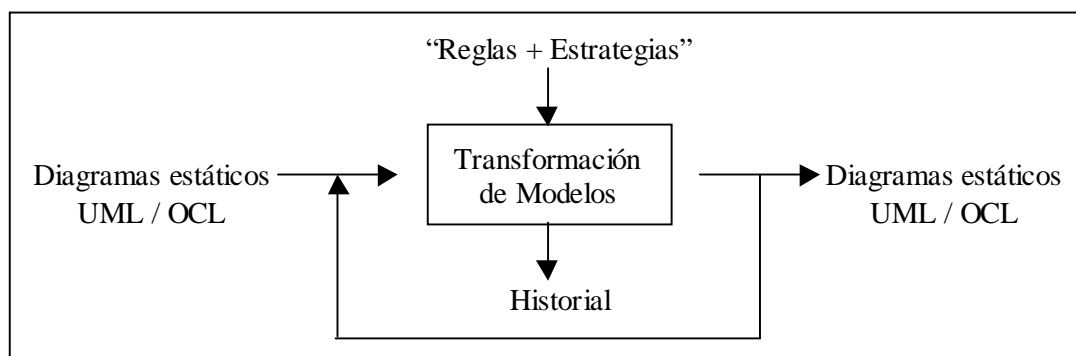 “Reglas + Estrategias”
Transformación
de Modelos
Diagramas estáticos
UML / OCL
Diagramas estáticos
UML / OCL
Historial